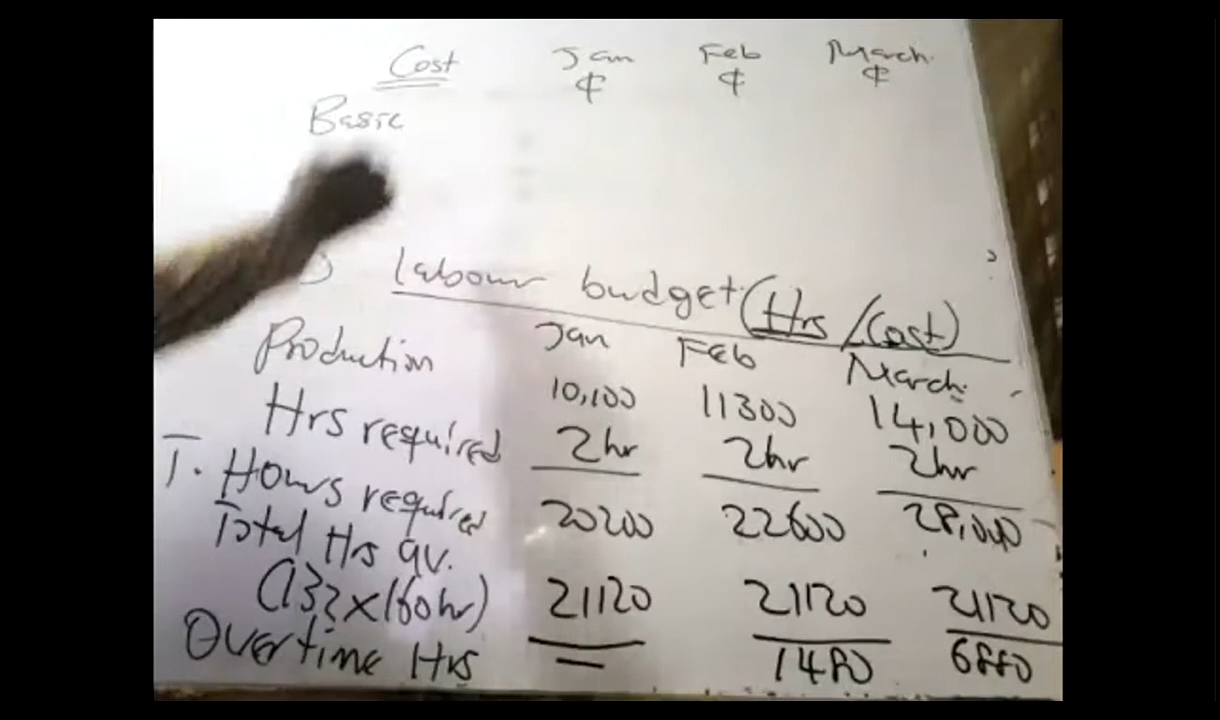 Cost Jan Feb March
₵ ₵ ₵
Basic
Labour budget (Hrs/Cost)
Production Jan Feb March
10,100 11300 14,000
Hrs required 2hr 2hr 2hr
T. Hours required 20200 22600 28,000
Total Hrs av.
(132x160hr) 21120 21120 21120
Overtime Hrs — 1480 6880